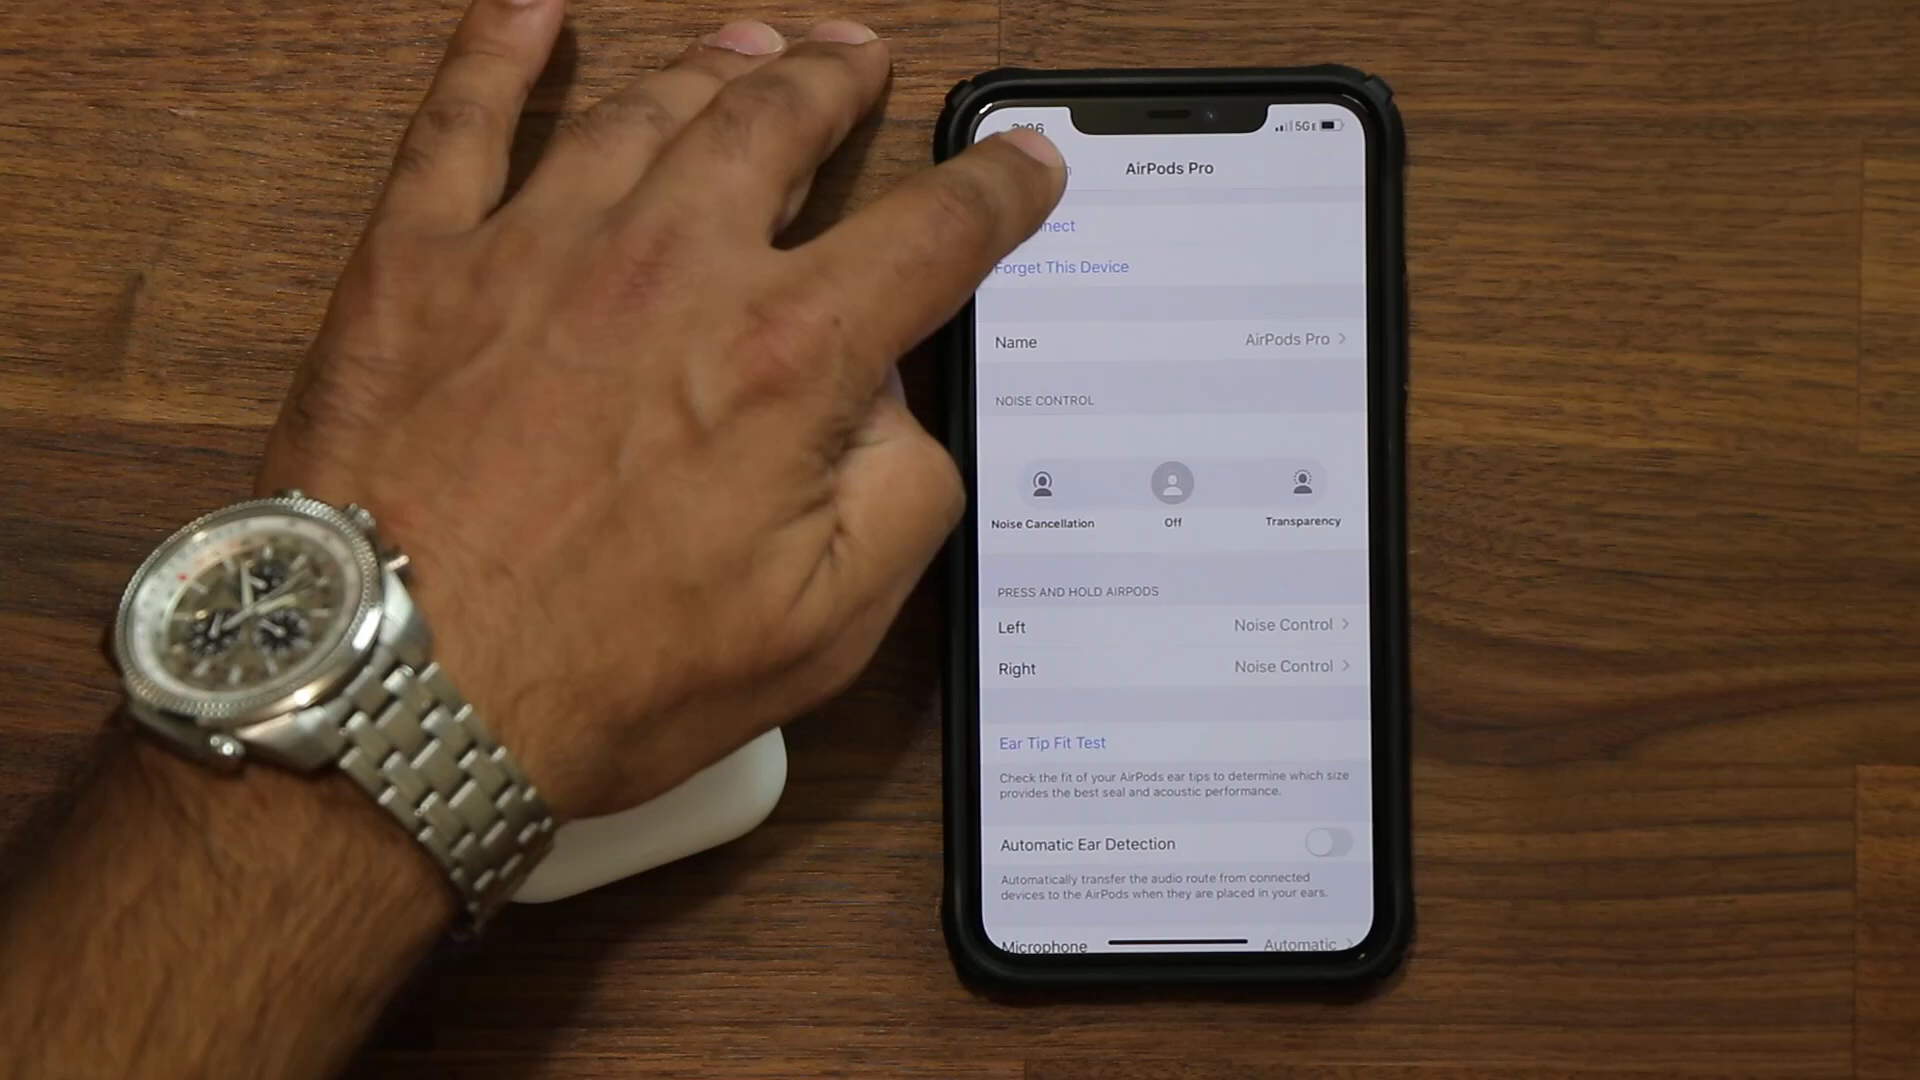 5GE
AirPods Pro
Forget This Device
Name AirPods Pro
NOISE CONTROL
Noise Cancellation Off Transparency
PRESS AND HOLD AIRPODS
Left Noise Control
Right Noise Control
Ear Tip Fit Test
Check the fit of your AirPods ear tips to determine which size
provides the best seal and acoustic performance.
Automatic Ear Detection
Automatically transfer the audio route from connected
devices to the AirPods when they are placed in your ears.
Microphone Automatic